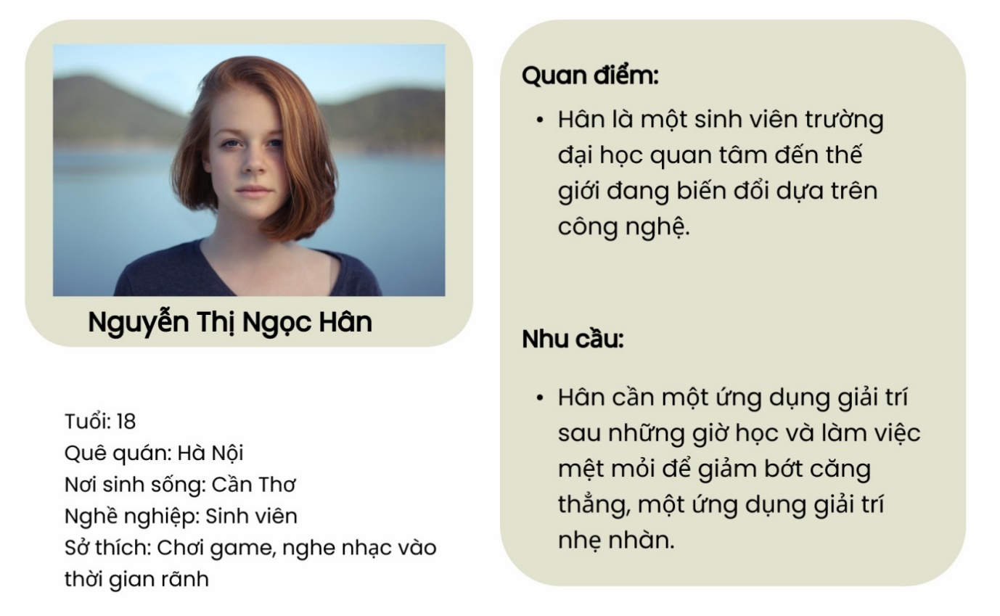 Nguyễn Thị Ngọc Hân
Tuổi: 18
Quê quán: Hà Nội
Nơi sinh sống: Cần Thơ
Nghề nghiệp: Sinh viên
Sở thích: Chơi game, nghe nhạc vào
thời gian rãnh
Quan điểm:
• Hân là một sinh viên trường
đại học quan tâm đến thế
giới đang biến đổi dựa trên
công nghệ.
Nhu cầu:
• Hân cần một ứng dụng giải trí
sau những giờ học và làm việc
mệt mỏi để giảm bớt căng
thẳng, một ứng dụng giải trí
nhẹ nhàn.